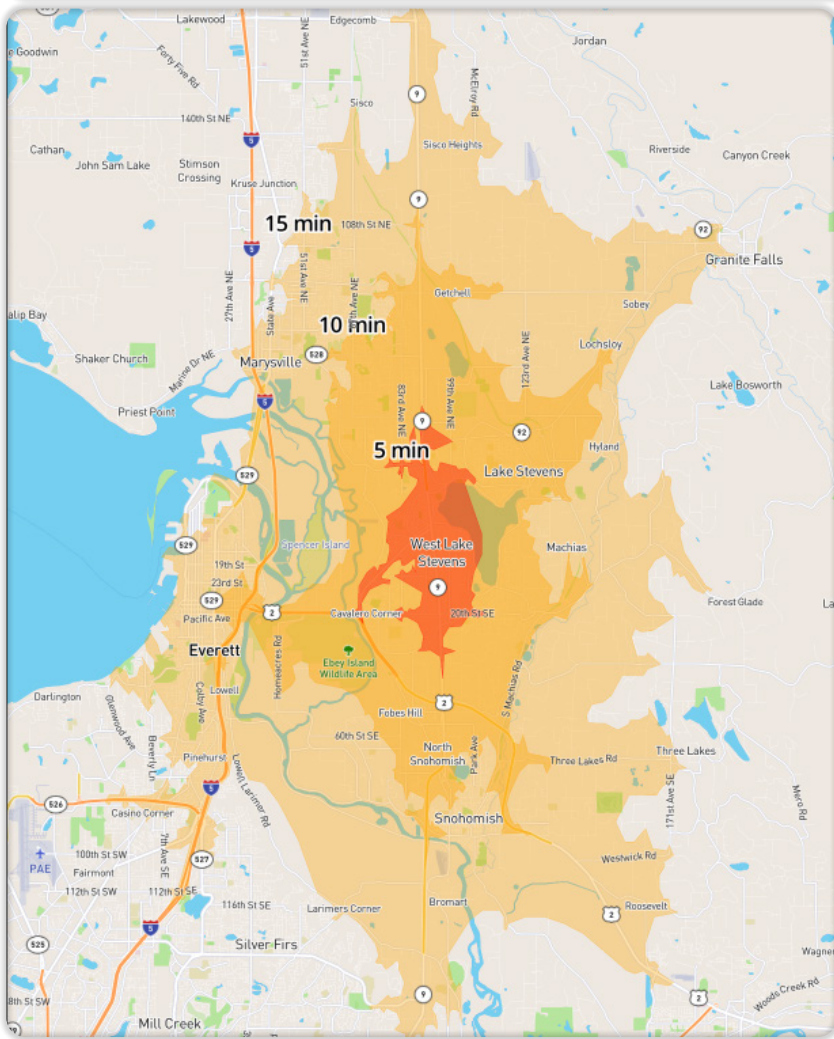 Lakewood
Edgecomb
Jordan
e Goodwin
Forty Five Rd
51st Ave NE
McElroy Rd
9
Sisco
140th St NE
5
Cathan
John Sam Lake
Stimson
Crossing
Sisco Heights
Riverside
Canyon Creek
Kruse Junction
9
15 min
108th St NE
92
5
Granite Falls
27th Ave NE
51st Ave NE
State Ave
Getchell
Sobey
alip Bay
10 min
Shaker Church
Marine Dr NE
Marysville
528
123rd Ave NE
Lochsloy
Lake Bosworth
83rd Ave NE
99th Ave NE
5
Priest Point
9
92
5 min
Hyland
Lake Stevens
529
529
Spencer Island
West Lake
Stevens
Machias
19th St
23rd St
9
529
Pacific Ave
2
Cavalero Corner
20th St SE
Forest Glade
La
Everett
Homeacres Rd
Ebey Island
Wildlife Area
Darlington
Glenwood Ave
Colby Ave
Lowell
S Machias Rd
2
Fobes Hill
60th St SE
Beverly Ln
North
Snohomish
Park Ave
Three Lakes
Three Lakes Rd
Pinehurst
Lowell Larimer Rd
5
171st Ave SE
Mero Rd
526
Casino Corner
Snohomish
7th Ave SE
PAE
100th St SW
527
Westwick Rd
Fairmont
112th St SW
112th St SE
116th St SE
Larimers Corner
Bromart
Roosevelt
2
5
525
Silver Firs
Wagne
9
2
Woods Creek Rd
8th St SW
Mill Creek